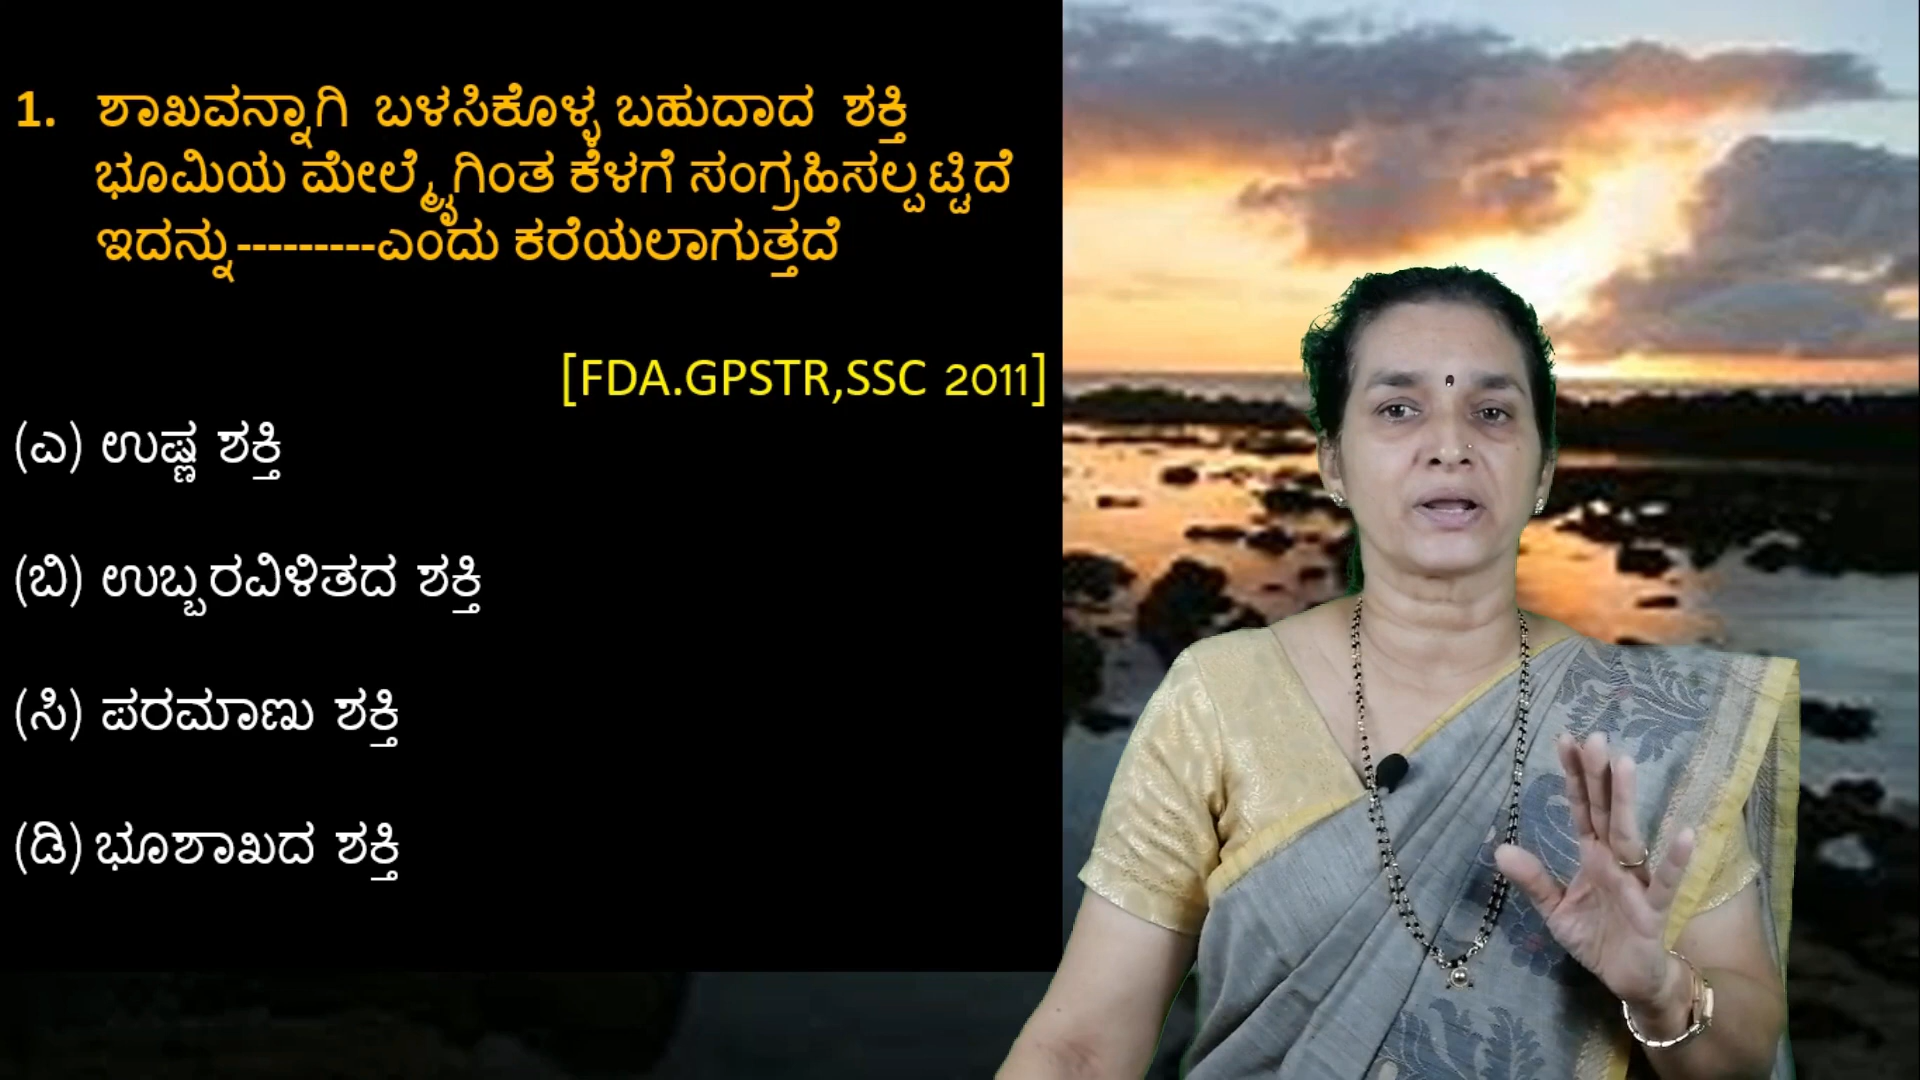 1. ಶಾಖವನ್ನಾಗಿ ಬಳಸಿಕೊಳ್ಳ ಬಹುದಾದ ಶಕ್ತಿ
ಭೂಮಿಯ ಮೇಲ್ಮೈಗಿಂತ ಕೆಳಗೆ ಸಂಗ್ರಹಿಸಲ್ಪಟ್ಟಿದೆ
ಇದನ್ನು---------ಎಂದು ಕರೆಯಲಾಗುತ್ತದೆ
[FDA.GPSTR,SSC 2011]
(ಎ) ಉಷ್ಣ ಶಕ್ತಿ
(ಬಿ) ಉಬ್ಬರವಿಳಿತದ ಶಕ್ತಿ
(ಸಿ) ಪರಮಾಣು ಶಕ್ತಿ
(ಡಿ) ಭೂಶಾಖದ ಶಕ್ತಿ